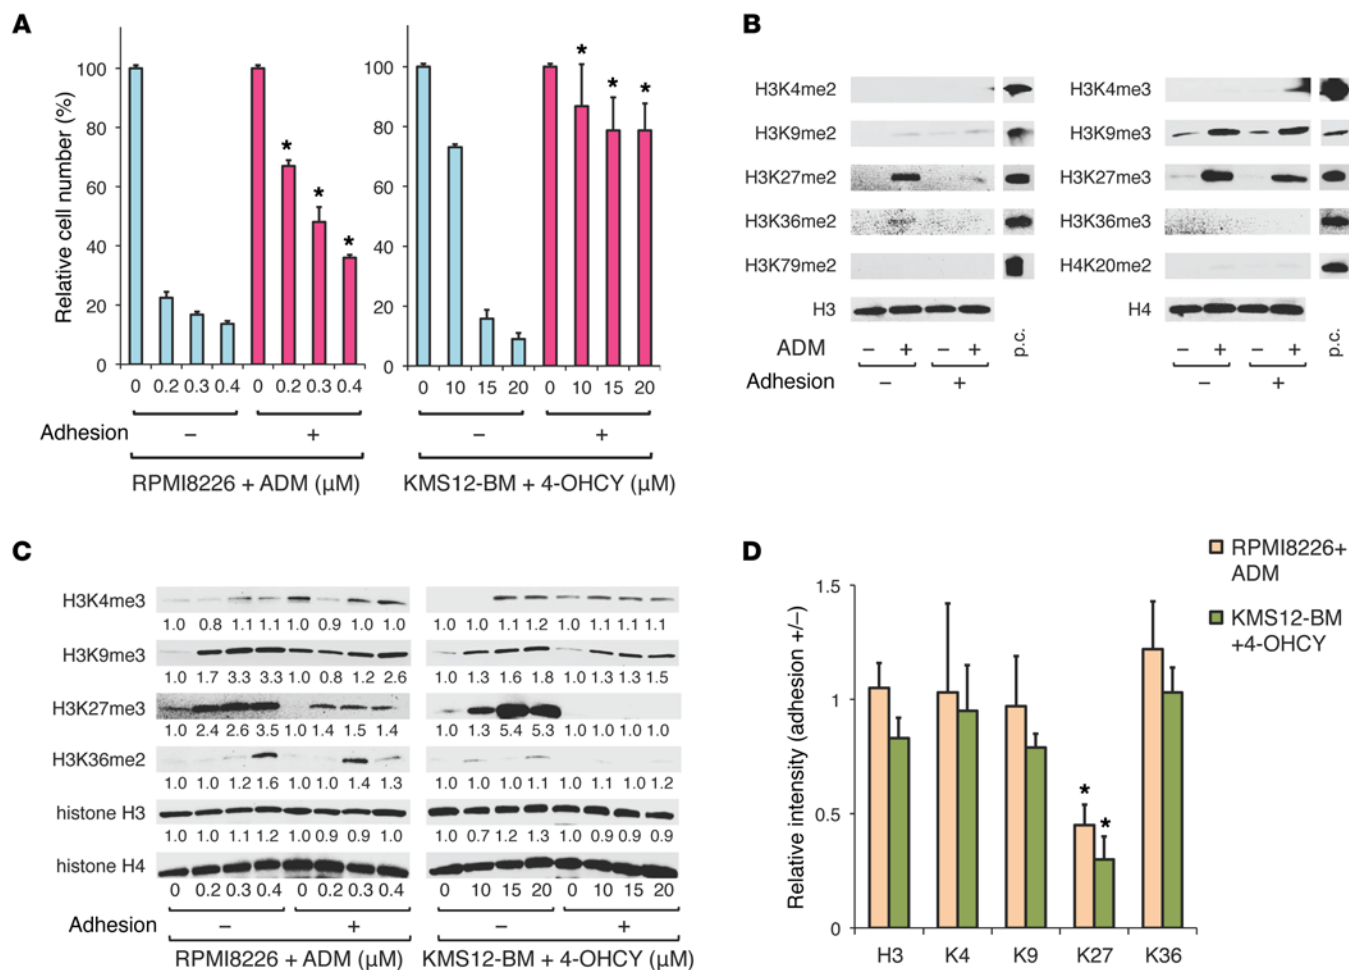 A
Relative cell number (%)
100
80
60
40
20
0
* * *
0 0.2 0.3 0.4 0 0.2 0.3 0.4
Adhesion − +
RPMI8226 + ADM (µM)
100
80
60
40
20
0
* * *
0 10 15 20 0 10 15 20
− +
KMS12-BM + 4-OHCY (µM)
B
H3K4me2
H3K9me2
H3K27me2
H3K36me2
H3K79me2
H3
ADM − + − + p.c.
Adhesion − +
H3K4me3
H3K9me3
H3K27me3
H3K36me3
H4K20me2
H4
− + − + p.c.
− +
C
H3K4me3
1.0 0.8 1.1 1.1 1.0 0.9 1.0 1.0 1.0 1.0 1.1 1.2 1.0 1.1 1.1 1.1
H3K9me3
1.0 1.7 3.3 3.3 1.0 0.8 1.2 2.6 1.0 1.3 1.6 1.8 1.0 1.3 1.3 1.5
H3K27me3
1.0 2.4 2.6 3.5 1.0 1.4 1.5 1.4 1.0 1.3 5.4 5.3 1.0 1.0 1.0 1.0
H3K36me2
1.0 1.0 1.2 1.6 1.0 1.0 1.4 1.3 1.0 1.0 1.0 1.1 1.0 1.0 1.0 1.2
histone H3
1.0 1.0 1.1 1.2 1.0 0.9 0.9 1.0 1.0 0.7 1.2 1.3 1.0 0.9 0.9 0.9
histone H4
0 0.2 0.3 0.4 0 0.2 0.3 0.4 0 10 15 20 0 10 15 20
Adhesion − + − +
RPMI8226 + ADM (µM) KMS12-BM + 4-OHCY (µM)
D
RPMI8226+
ADM
KMS12-BM
+4-OHCY
Relative intensity (adhesion +/−)
1.5
1
0.5
0
* *
H3 K4 K9 K27 K36